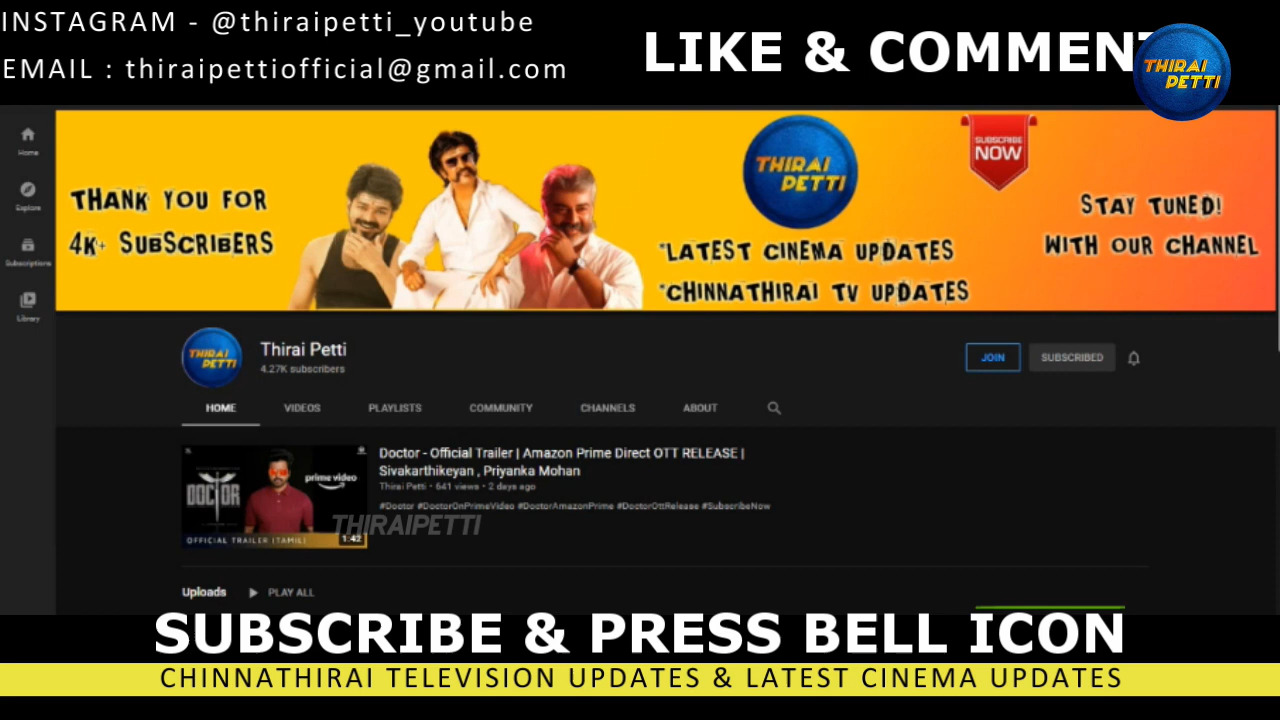 INSTAGRAM - @thiraipetti_youtube
EMAIL : thiraipettiofficial@gmail.com
LIKE & COMMENT
THIRAI
PETTI
Home
Explore
Subscriptions
Library
THANK YOU FOR
4K+ SUBSCRIBERS
THIRAI
PETTI
*LATEST CINEMA UPDATES
*CHINNATHIRAI TV UPDATES
SUBSCRIBE
NOW
STAY TUNED!
WITH OUR CHANNEL
THIRAI
PETTI
Thirai Petti
4.27K subscribers
JOIN
SUBSCRIBED
HOME VIDEOS PLAYLISTS COMMUNITY CHANNELS ABOUT
DOCTOR
prime video
OFFICIAL TRAILER (TAMIL)
1:42
Doctor - Official Trailer | Amazon Prime Direct OTT RELEASE |
Sivakarthikeyan , Priyanka Mohan
Thirai Petti • 641 views • 2 days ago
#Doctor #DoctorOnPrimeVideo #DoctorAmazonPrime #DoctorOttRelease #SubscribeNow
THIRAIPETTI
Uploads PLAY ALL
SUBSCRIBE & PRESS BELL ICON
CHINNATHIRAI TELEVISION UPDATES & LATEST CINEMA UPDATES